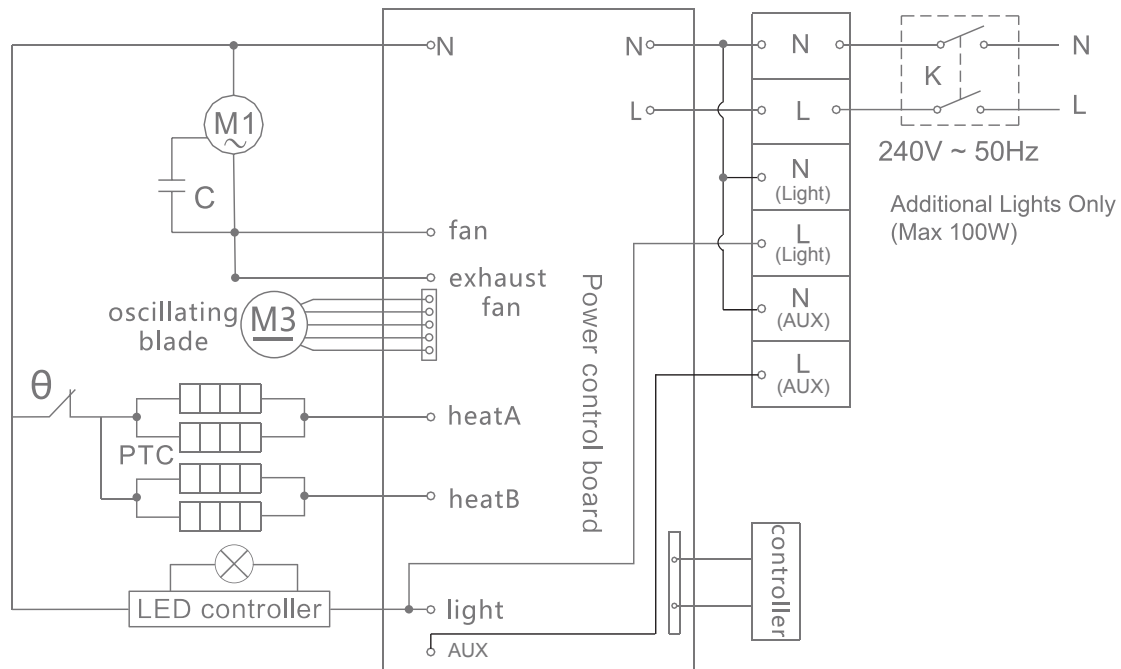 N
N
N
N
K
M1
L
L
L
240V ~ 50Hz
C
N
(Light)
Additional Lights Only
(Max 100W)
fan
L
(Light)
exhaust
fan
oscillating
blade
M3
Power control board
N
(AUX)
L
(AUX)
θ
heatA
PTC
heatB
LED controller
light
AUX
controller